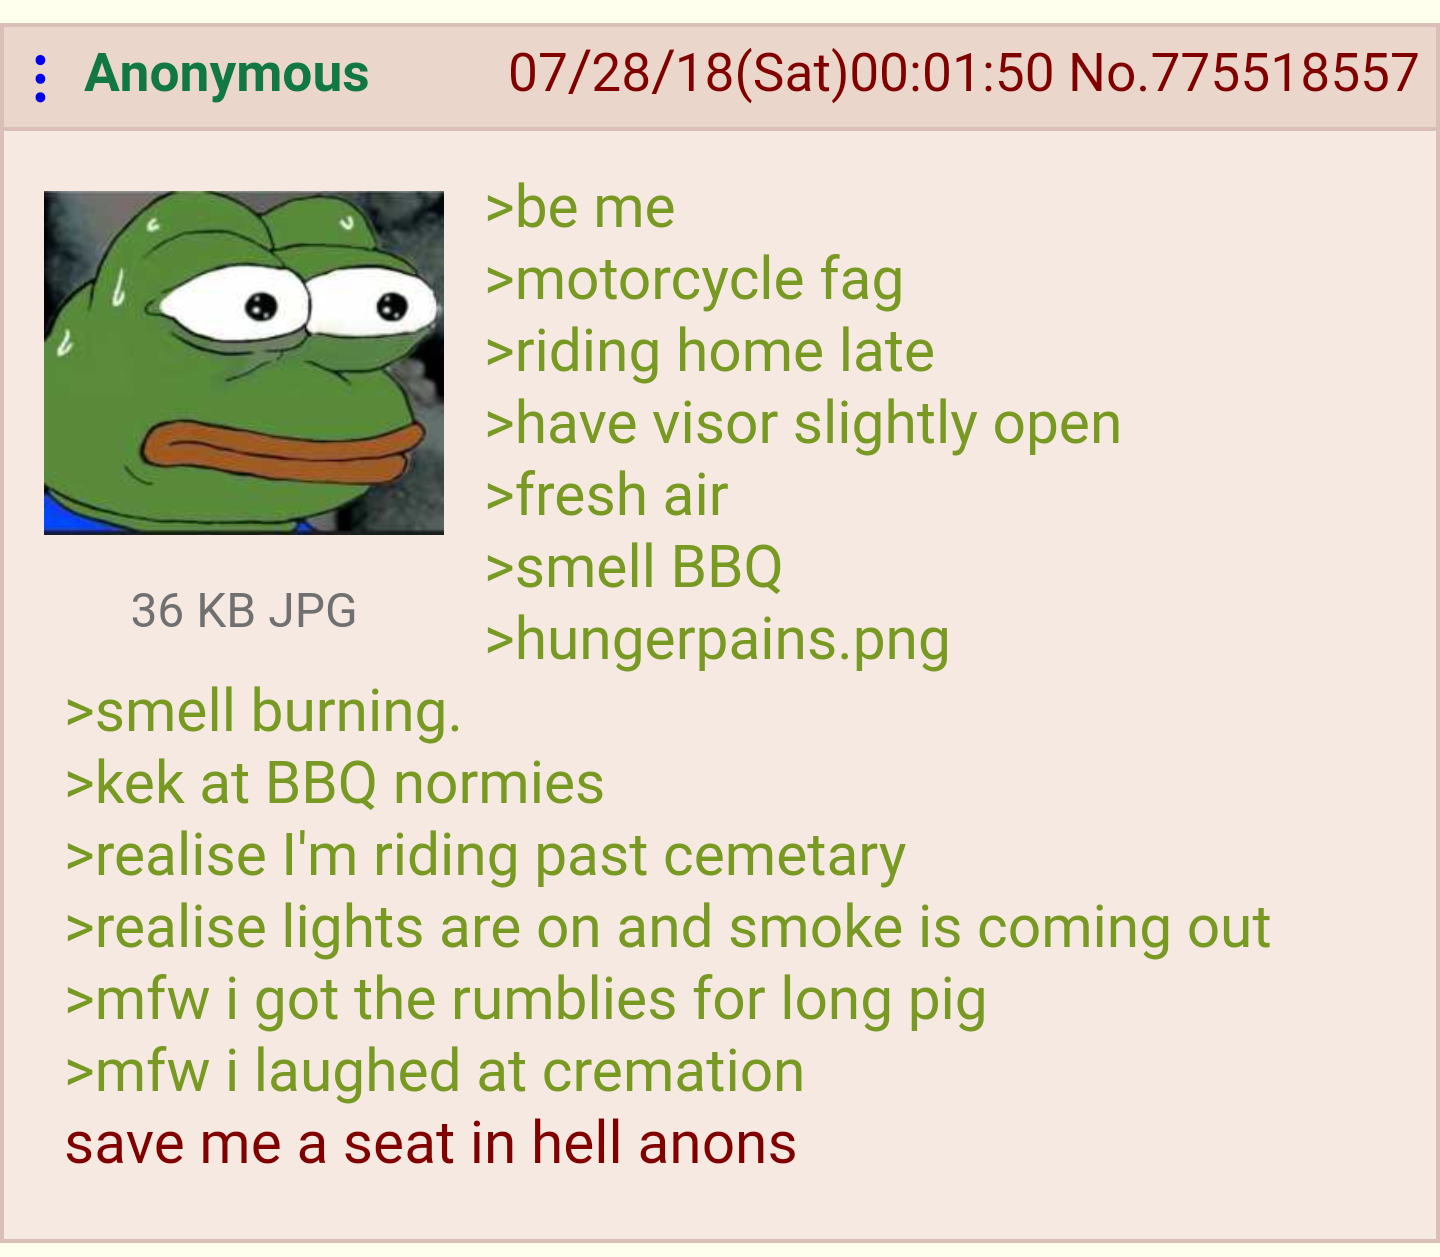 Anonymous 07/28/18(Sat)00:01:50 No.775518557
>be me
>motorcycle fag
>riding home late
>have visor slightly open
>fresh air
>smell BBQ
>hungerpains.png
36 KB JPG
>smell burning.
>kek at BBQ normies
>realise I'm riding past cemetary
>realise lights are on and smoke is coming out
>mfw i got the rumblies for long pig
>mfw i laughed at cremation
save me a seat in hell anons